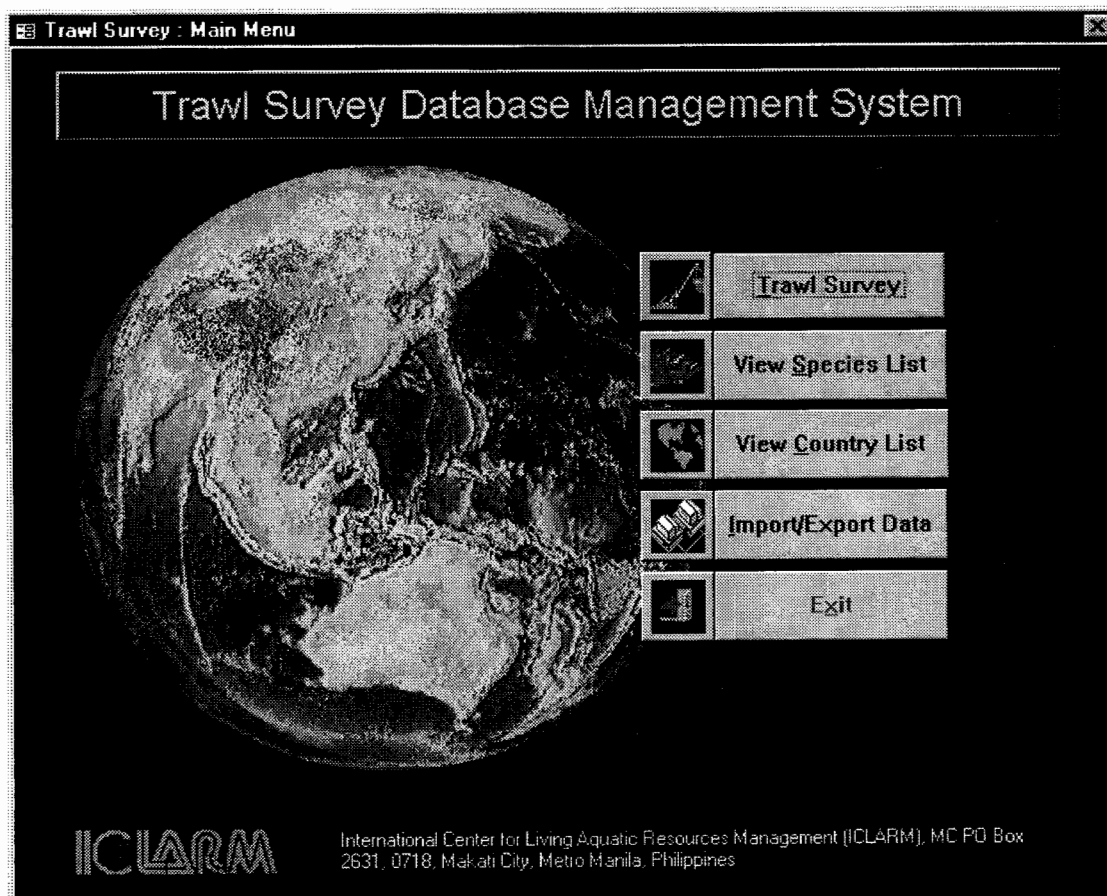 Trawl Survey : Main Menu
Trawl Survey Database Management System
Trawl Survey
View Species List
View Country List
Import/Export Data
Exit
ICLARM
International Center for Living Aquatic Resources Management (ICLARM), MC PO Box
2631, 0718, Makati City, Metro Manila, Philippines